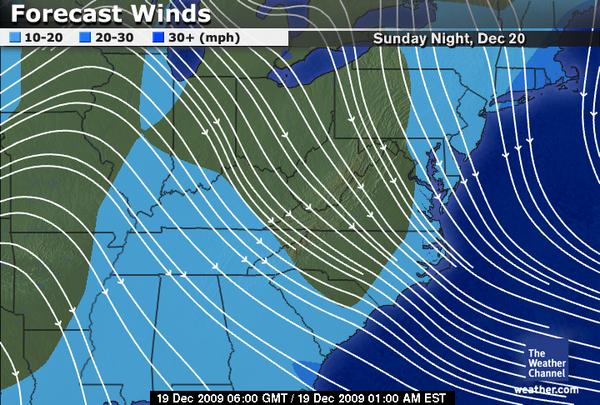 Forecast Winds
10-20 20-30 30+ (mph)
Sunday Night, Dec 20
The
Weather
Channel
weather.com
19 Dec 2009 06:00 GMT / 19 Dec 2009 01:00 AM EST